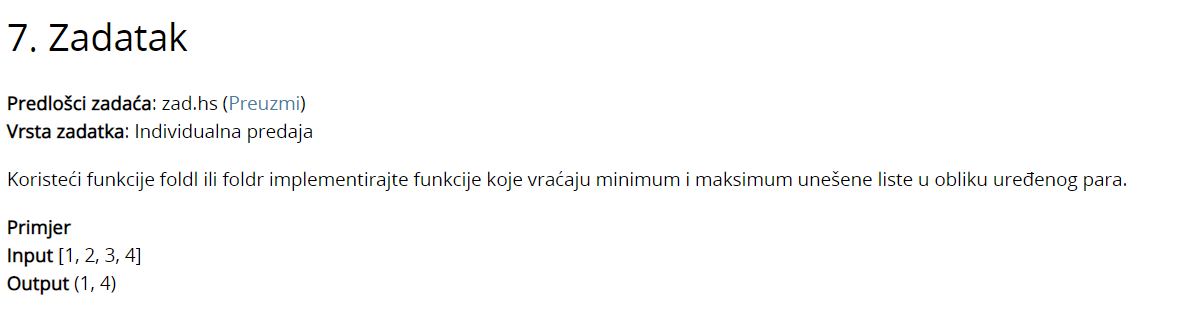 7. Zadatak
Predlošci zadaća: zad.hs (Preuzmi)
Vrsta zadatka: Individualna predaja
Koristeći funkcije foldl ili foldr implementirajte funkcije koje vraćaju minimum i maksimum unešene liste u obliku uređenog para.
Primjer
Input [1, 2, 3, 4]
Output (1, 4)